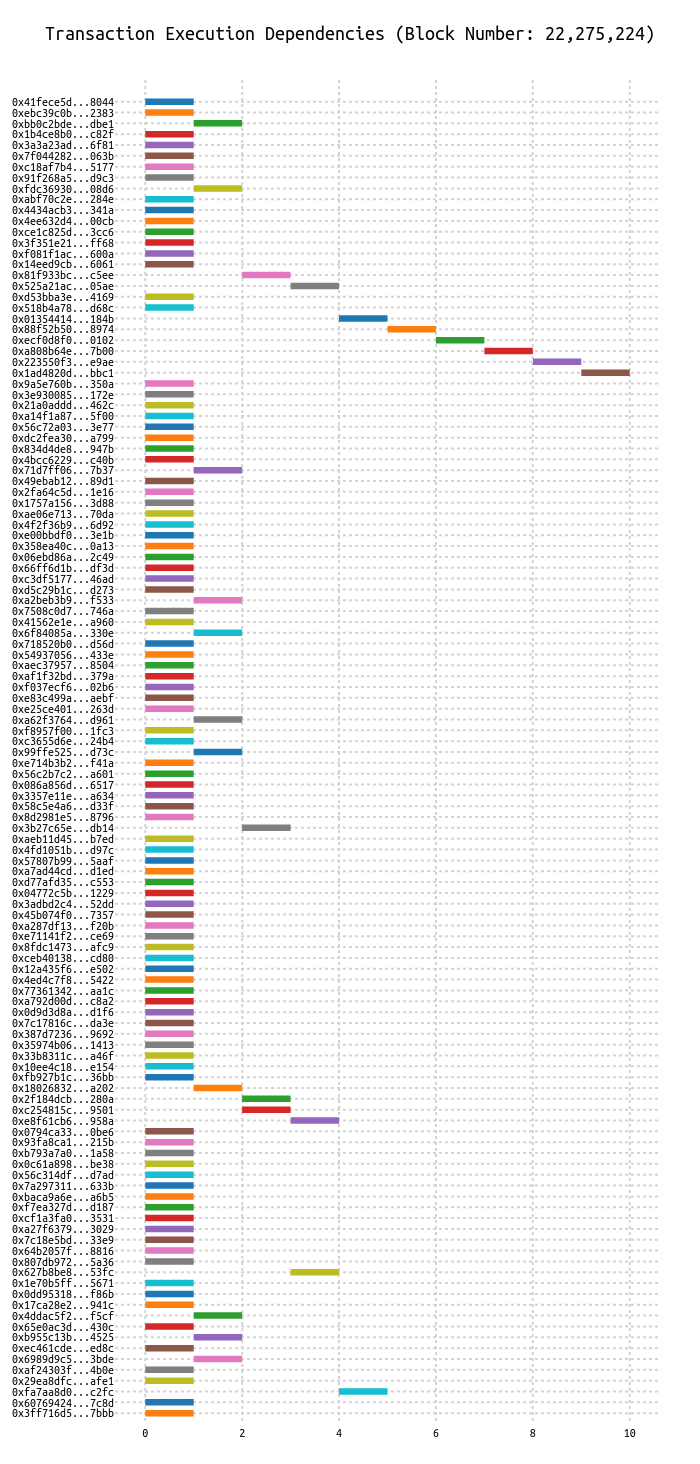 Transaction Execution Dependencies (Block Number: 22,275,224)
0x41fece5d...8044
0xebc39c0b...2383
0xbb0c2bde...dbe1
0x1b4ce8b0...c82f
0x3a3a23ad...6f81
0x7f044282...063b
0xc18af7b4...5177
0x91f268a5...d9c3
0xfdc36930...08d6
0xabf70c2e...284e
0x4434acb3...341a
0x4ee632d4...00cb
0xce1c825d...3cc6
0x3f351e21...ff68
0xf081f1ac...600a
0x14eed9cb...6061
0x81f933bc...c5ee
0x525a21ac...05ae
0xd53bba3e...4169
0x518b4a78...d68c
0x01354414...184b
0x88f52b50...8974
0xecf0d8f0...0102
0xa808b64e...7b00
0x223550f3...e9ae
0x1ad4820d...bbc1
0x9a5e760b...350a
0x3e930085...172e
0x21a0addd...462c
0xa14f1a87...5f00
0x56c72a03...3e77
0xdc2fea30...a799
0x834d4de8...947b
0x4bcc6229...c40b
0x71d7ff06...7b37
0x49ebab12...89d1
0x2fa64c5d...1e16
0x1757a156...3d88
0xae06e713...70da
0x4f2f36b9...6d92
0xe00bbdf0...3e1b
0x358ea40c...0a13
0x06ebd86a...2c49
0x66ff6d1b...df3d
0xc3df5177...46ad
0xd5c29b1c...d273
0xa2beb3b9...f533
0x7508c0d7...746a
0x41562e1e...a960
0x6f84085a...330e
0x718520b0...d56d
0x54937056...433e
0xaec37957...8504
0xaf1f32bd...379a
0xf037ecf6...02b6
0xe83c499a...aebf
0xe25ce401...263d
0xa62f3764...d961
0xf8957f00...1fc3
0xc3655d6e...24b4
0x99ffe525...d73c
0xe714b3b2...f41a
0x56c2b7c2...a601
0x086a856d...6517
0x3357e11e...a634
0x58c5e4a6...d33f
0x8d2981e5...8796
0x3b27c65e...db14
0xaeb11d45...b7ed
0x4fd1051b...d97c
0x57807b99...5aaf
0xa7ad44cd...d1ed
0xd77afd35...c553
0x04772c5b...1229
0x3adbd2c4...52dd
0x45b074f0...7357
0xa287df13...f20b
0xe71141f2...ce69
0x8fdc1473...afc9
0xceb40138...cd80
0x12a435f6...e502
0x4ed4c7f8...5422
0x77361342...aa1c
0xa792d00d...c8a2
0x0d9d3d8a...d1f6
0x7c17816c...da3e
0x387d7236...9692
0x35974b06...1413
0x33b8311c...a46f
0x10ee4c18...e154
0xfb927b1c...36bb
0x18026832...a202
0x2f184dcb...280a
0xc254815c...9501
0xe8f61cb6...958a
0x0794ca33...0be6
0x93fa8ca1...215b
0xb793a7a0...1a58
0x0c61a898...be38
0x56c314df...d7ad
0x7a297311...633b
0xbaca9a6e...a6b5
0xf7ea327d...d187
0xcf1a3fa0...3531
0xa27f6379...3029
0x7c18e5bd...33e9
0x64b2057f...8816
0x807db972...5a36
0x627b8be8...53fc
0x1e70b5ff...5671
0x0dd95318...f86b
0x17ca28e2...941c
0x4ddac5f2...f5cf
0x65e0ac3d...430c
0xb955c13b...4525
0xec461cde...ed8c
0x6989d9c5...3bde
0xaf24303f...4b0e
0x29ea8dfc...afe1
0xfa7aa8d0...c2fc
0x60769424...7c8d
0x3ff716d5...7bbb
0 2 4 6 8 10